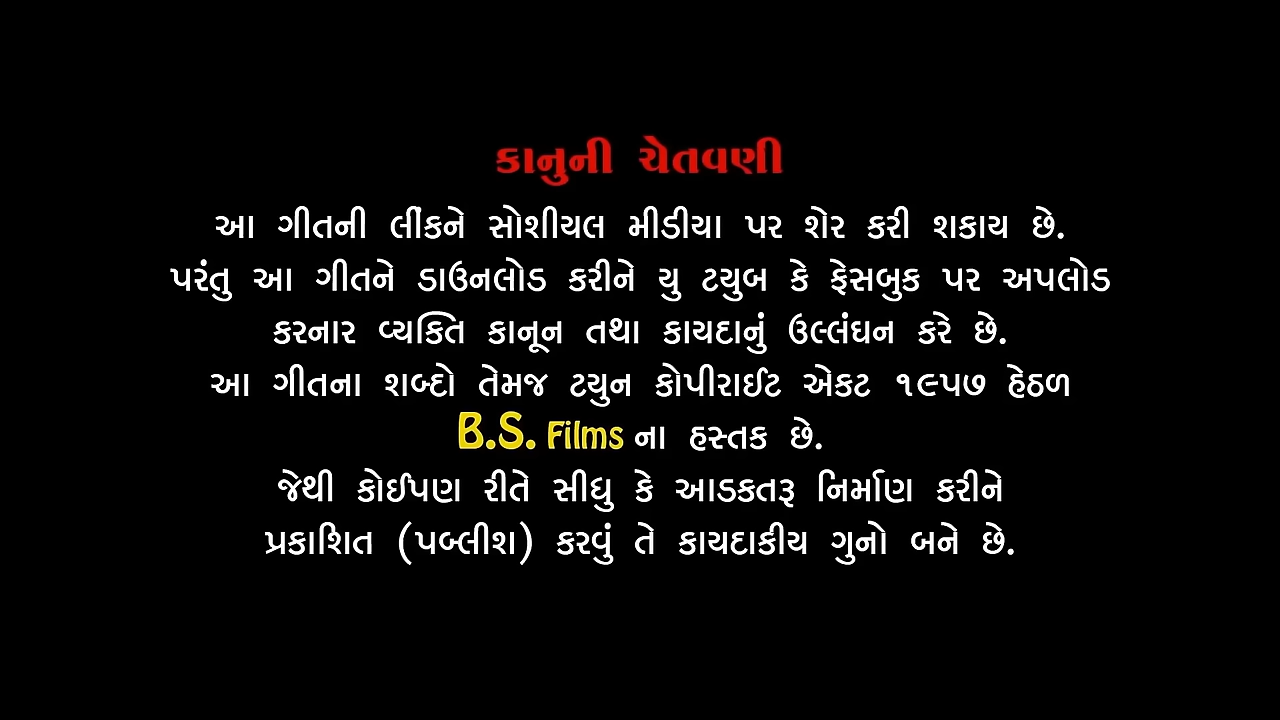 કાનુની ચેતવણી
આ ગીતની લીંકને સોશીયલ મીડીયા પર શેર કરી શકાય છે.
પરંતુ આ ગીતને ડાઉનલોડ કરીને યુ ટયુબ કે ફેસબુક પર અપલોડ
કરનાર વ્યક્તિ કાનૂન તથા કાયદાનું ઉલ્લંઘન કરે છે.
આ ગીતના શબ્દો તેમજ ટયુન કોપીરાઈટ એકટ ૧૯૫૭ હેઠળ
B.S. Films ના હસ્તક છે.
જેથી કોઈપણ રીતે સીધુ કે આડકતરૂ નિર્માણ કરીને
પ્રકાશિત (પબ્લીશ) કરવું તે કાયદાકીય ગુનો બને છે.